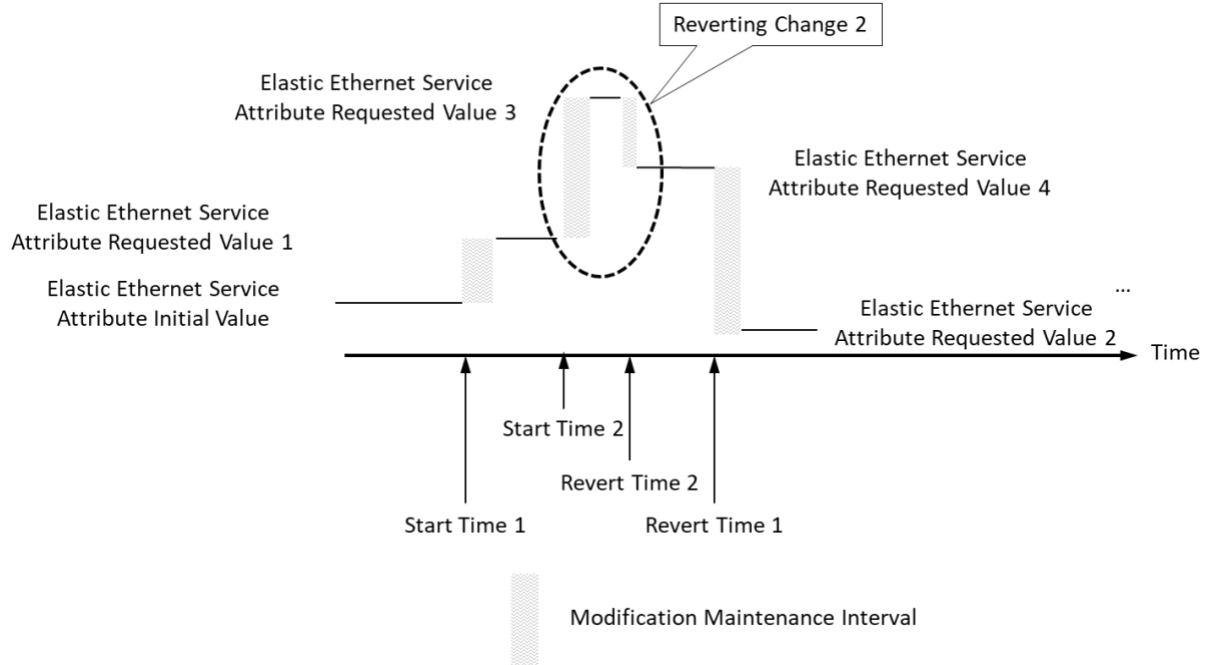 Reverting Change 2
Elastic Ethernet Service
Attribute Requested Value 3
Elastic Ethernet Service
Attribute Requested Value 4
Elastic Ethernet Service
Attribute Requested Value 1
Elastic Ethernet Service
Attribute Initial Value
...
Elastic Ethernet Service
Attribute Requested Value 2
Time
Start Time 2
Revert Time 2
Start Time 1
Revert Time 1
Modification Maintenance Interval